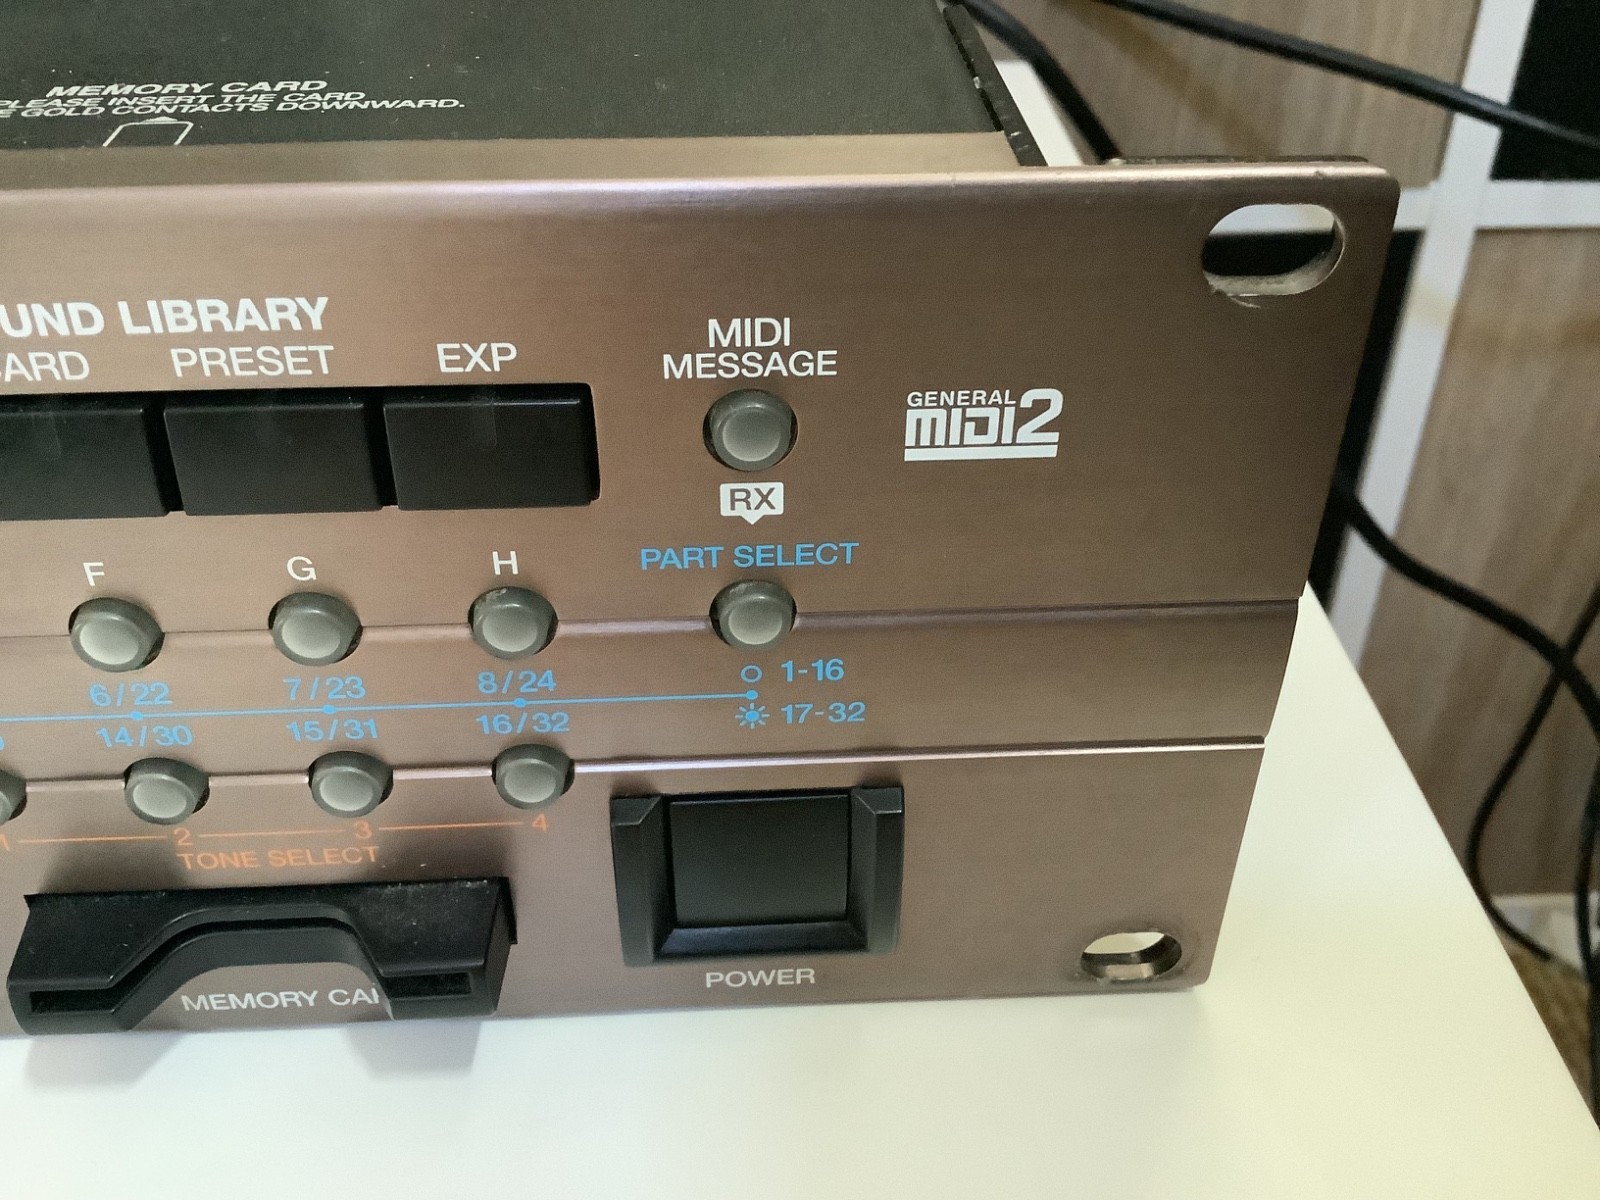 MEMORY CARD
PLEASE INSERT THE CARD
GOLD CONTACTS DOWNWARD.
UND LIBRARY
ARD PRESET EXP
MIDI
MESSAGE
GENERAL
MIDI2
RX
PART SELECT
F G H
6/22 7/23 8/24 1-16
14/30 15/31 16/32 17-32
1 2 3 4
TONE SELECT
MEMORY CAR
POWER